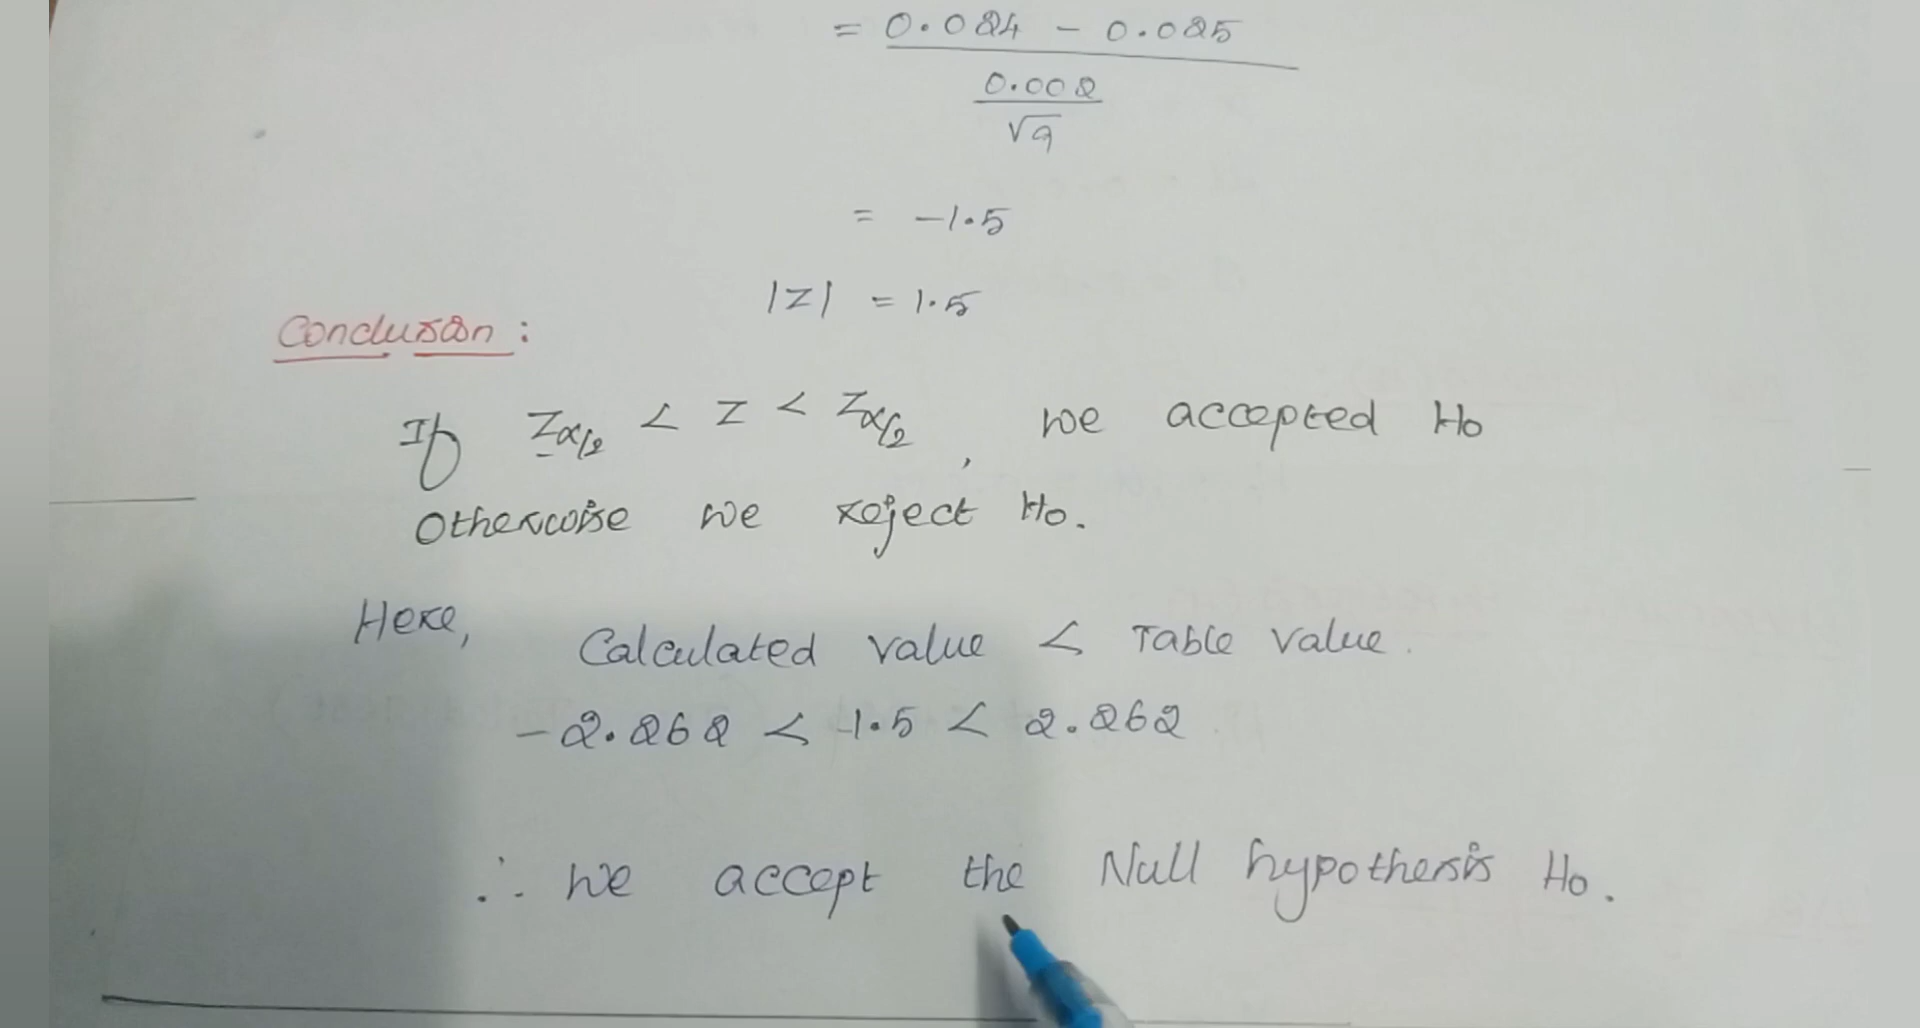 = 0.024 - 0.025
0.002
√9
= -1.5
|Z| = 1.5
Conclusion :
If Zα/2 < Z < Zα/2, we accepted Ho
Otherwise we reject Ho.
Here, Calculated value < Table value.
-2.262 < 1.5 < 2.262
∴ we accept the Null hypothesis Ho.